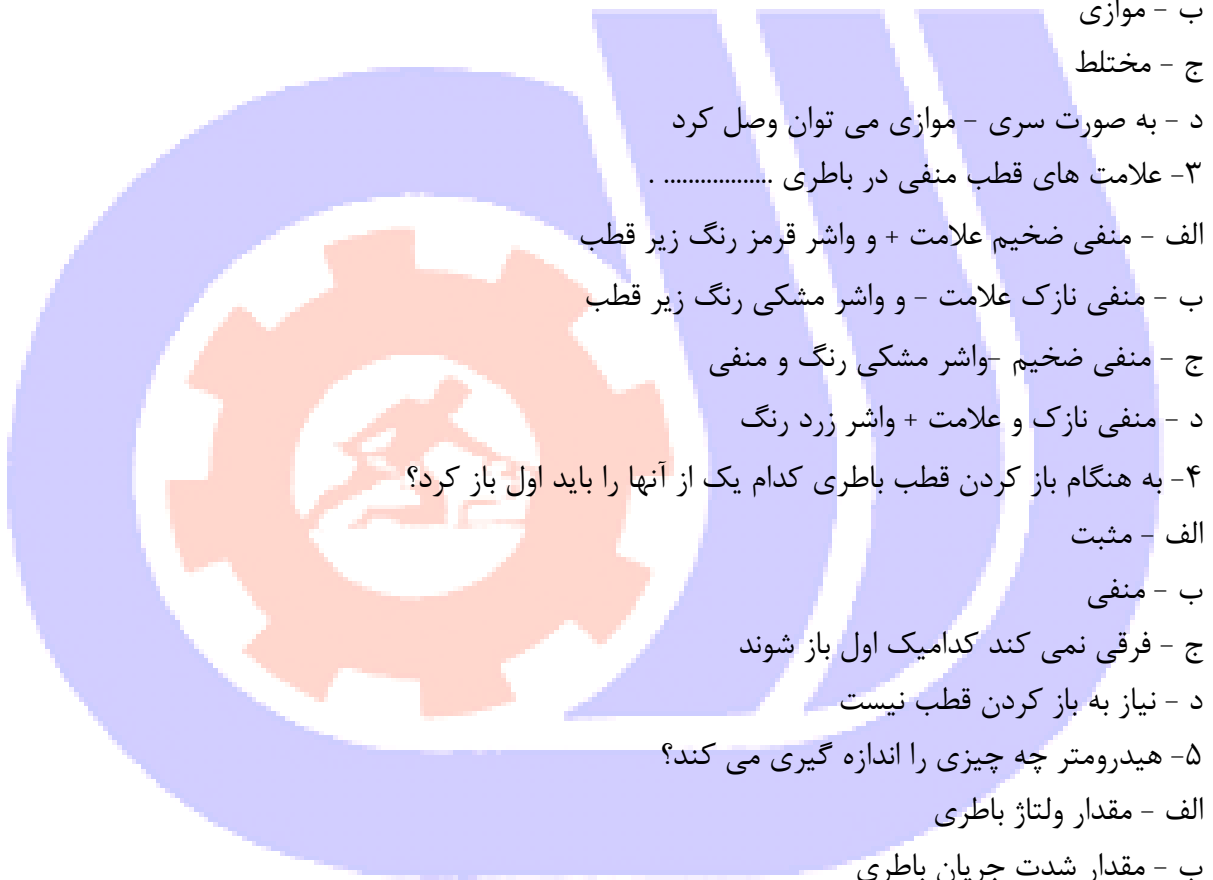 ب - موازی
ج - مختلط
د - به صورت سری - موازی می توان وصل کرد
۳- علامت های قطب منفی در باطری ................. .
الف - منفی ضخیم علامت + و واشر قرمز رنگ زیر قطب
ب - منفی نازک علامت - و واشر مشکی رنگ زیر قطب
ج - منفی ضخیم -واشر مشکی رنگ و منفی
د - منفی نازک و علامت + واشر زرد رنگ
۴- به هنگام باز کردن قطب باطری کدام یک از آنها را باید اول باز کرد؟
الف - مثبت
ب - منفی
ج - فرقی نمی کند کدامیک اول باز شوند
د - نیاز به باز کردن قطب نیست
۵- هیدرومتر چه چیزی را اندازه گیری می کند؟
الف - مقدار ولتاژ باطری
ب - مقدار شدت جریان باطری